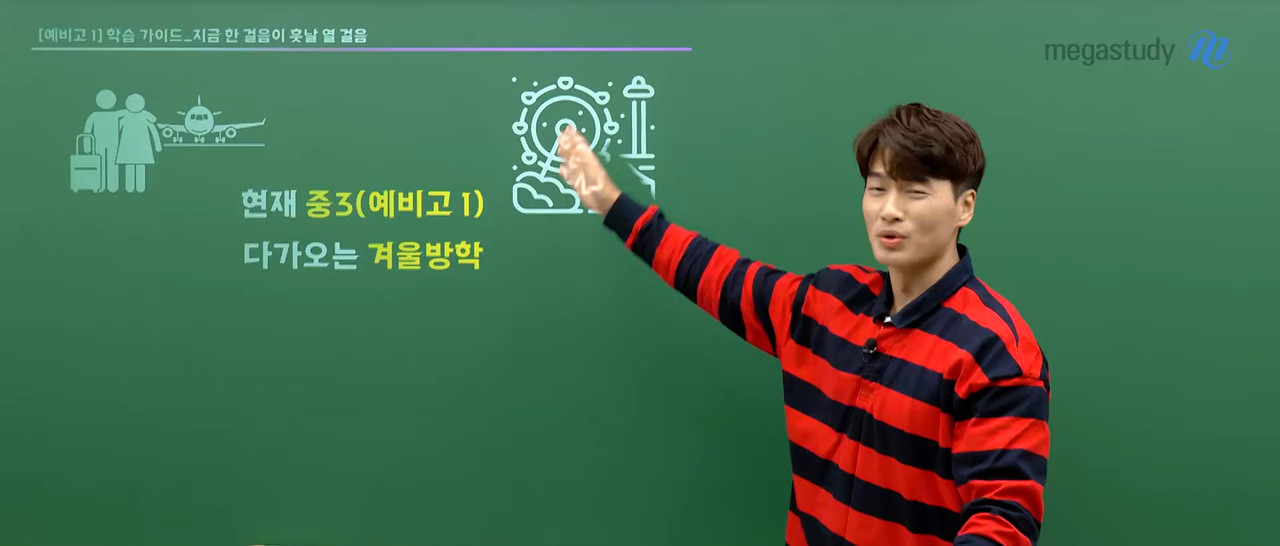 [예비고 1] 학습 가이드_지금 한 걸음이 훗날 열 걸음
megastudy
현재 중3(예비고 1)
다가오는 겨울방학